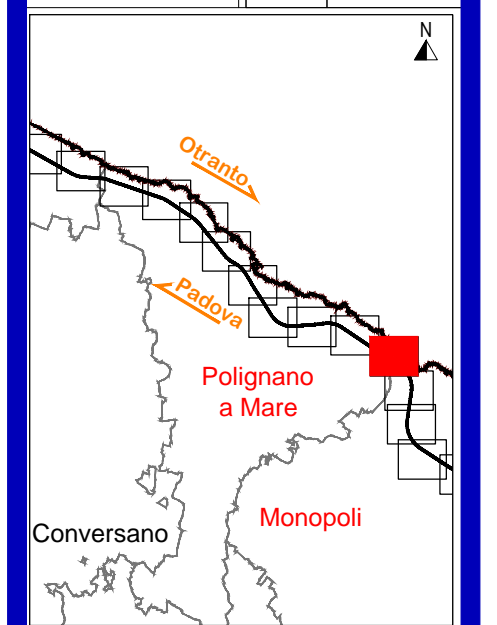 N
Otranto
Padova
Polignano
a Mare
Monopoli
Conversano